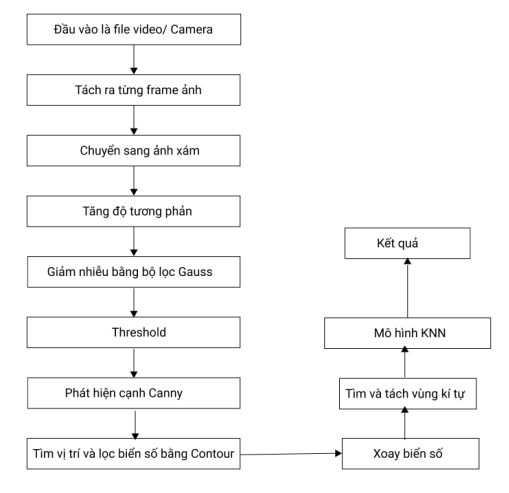 Đầu vào là file video/ Camera
Tách ra từng frame ảnh
Chuyển sang ảnh xám
Tăng độ tương phản
Giảm nhiễu bằng bộ lọc Gauss
Threshold
Phát hiện cạnh Canny
Tìm vị trí và lọc biển số bằng Contour
Xoay biển số
Tìm và tách vùng kí tự
Mô hình KNN
Kết quả